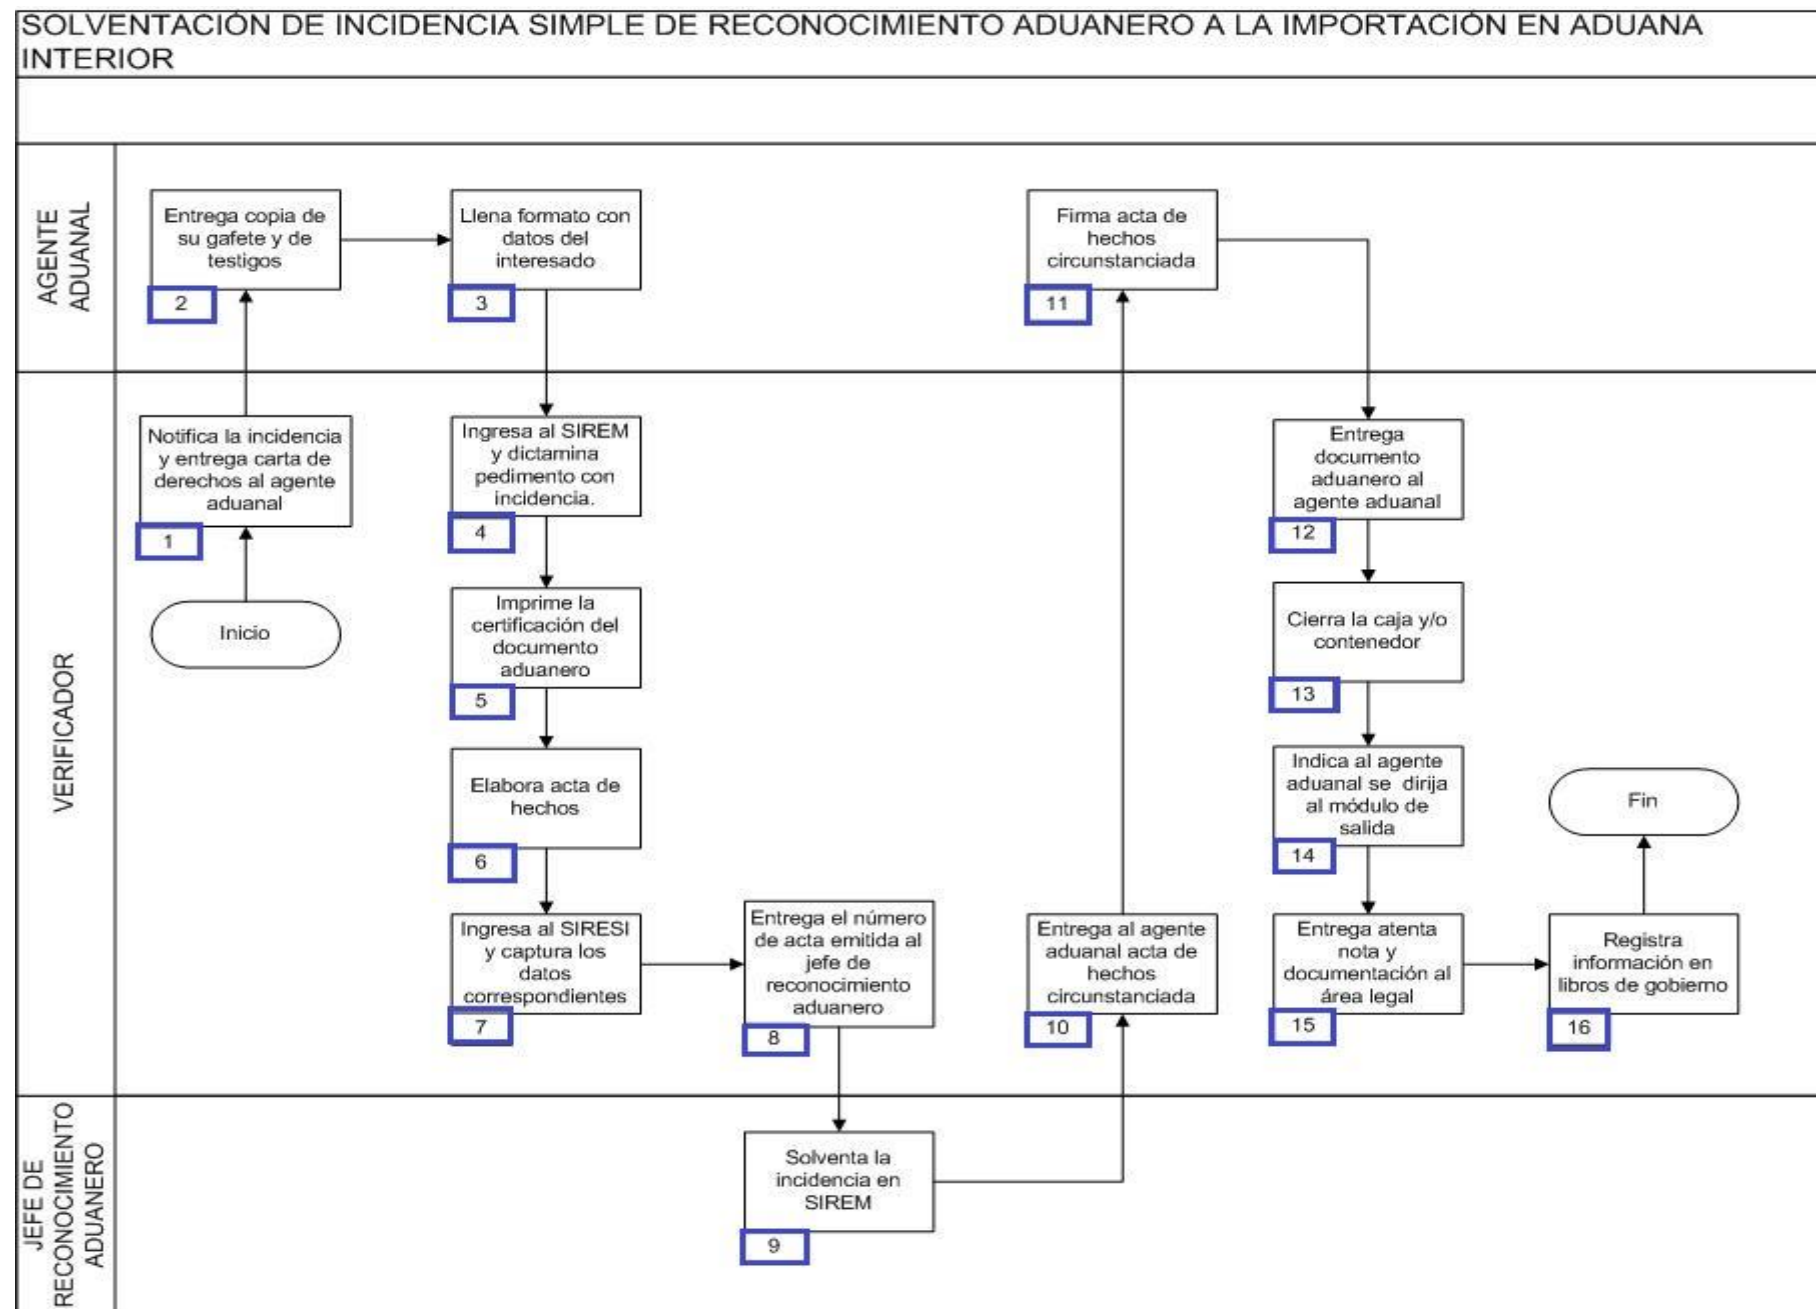 SOLVENTACIÓN DE INCIDENCIA SIMPLE DE RECONOCIMIENTO ADUANERO A LA IMPORTACIÓN EN ADUANA
INTERIOR
AGENTE
ADUANAL
Entrega copia de
su gafete y de
testigos
2
Llena formato con
datos del
interesado
3
Firma acta de
hechos
circunstanciada
11
VERIFICADOR
Notifica la incidencia
y entrega carta de
derechos al agente
aduanal
1
Inicio
Ingresa al SIREM
y dictamina
pedimento con
incidencia.
4
Imprime la
certificación del
documento
aduanero
5
Elabora acta de
hechos
6
Ingresa al SIRESI
y captura los
datos
correspondientes
7
Entrega el número
de acta emitida al
jefe de
reconocimiento
aduanero
8
Entrega al agente
aduanal acta de
hechos
circunstanciada
10
Entrega
documento
aduanero al
agente aduanal
12
Cierra la caja y/o
contenedor
13
Indica al agente
aduanal se dirija
al módulo de
salida
14
Entrega atenta
nota y
documentación al
área legal
15
Registra
información en
libros de gobierno
16
Fin
JEFE DE
RECONOCIMIENTO
ADUANERO
Solventa la
incidencia en
SIREM
9